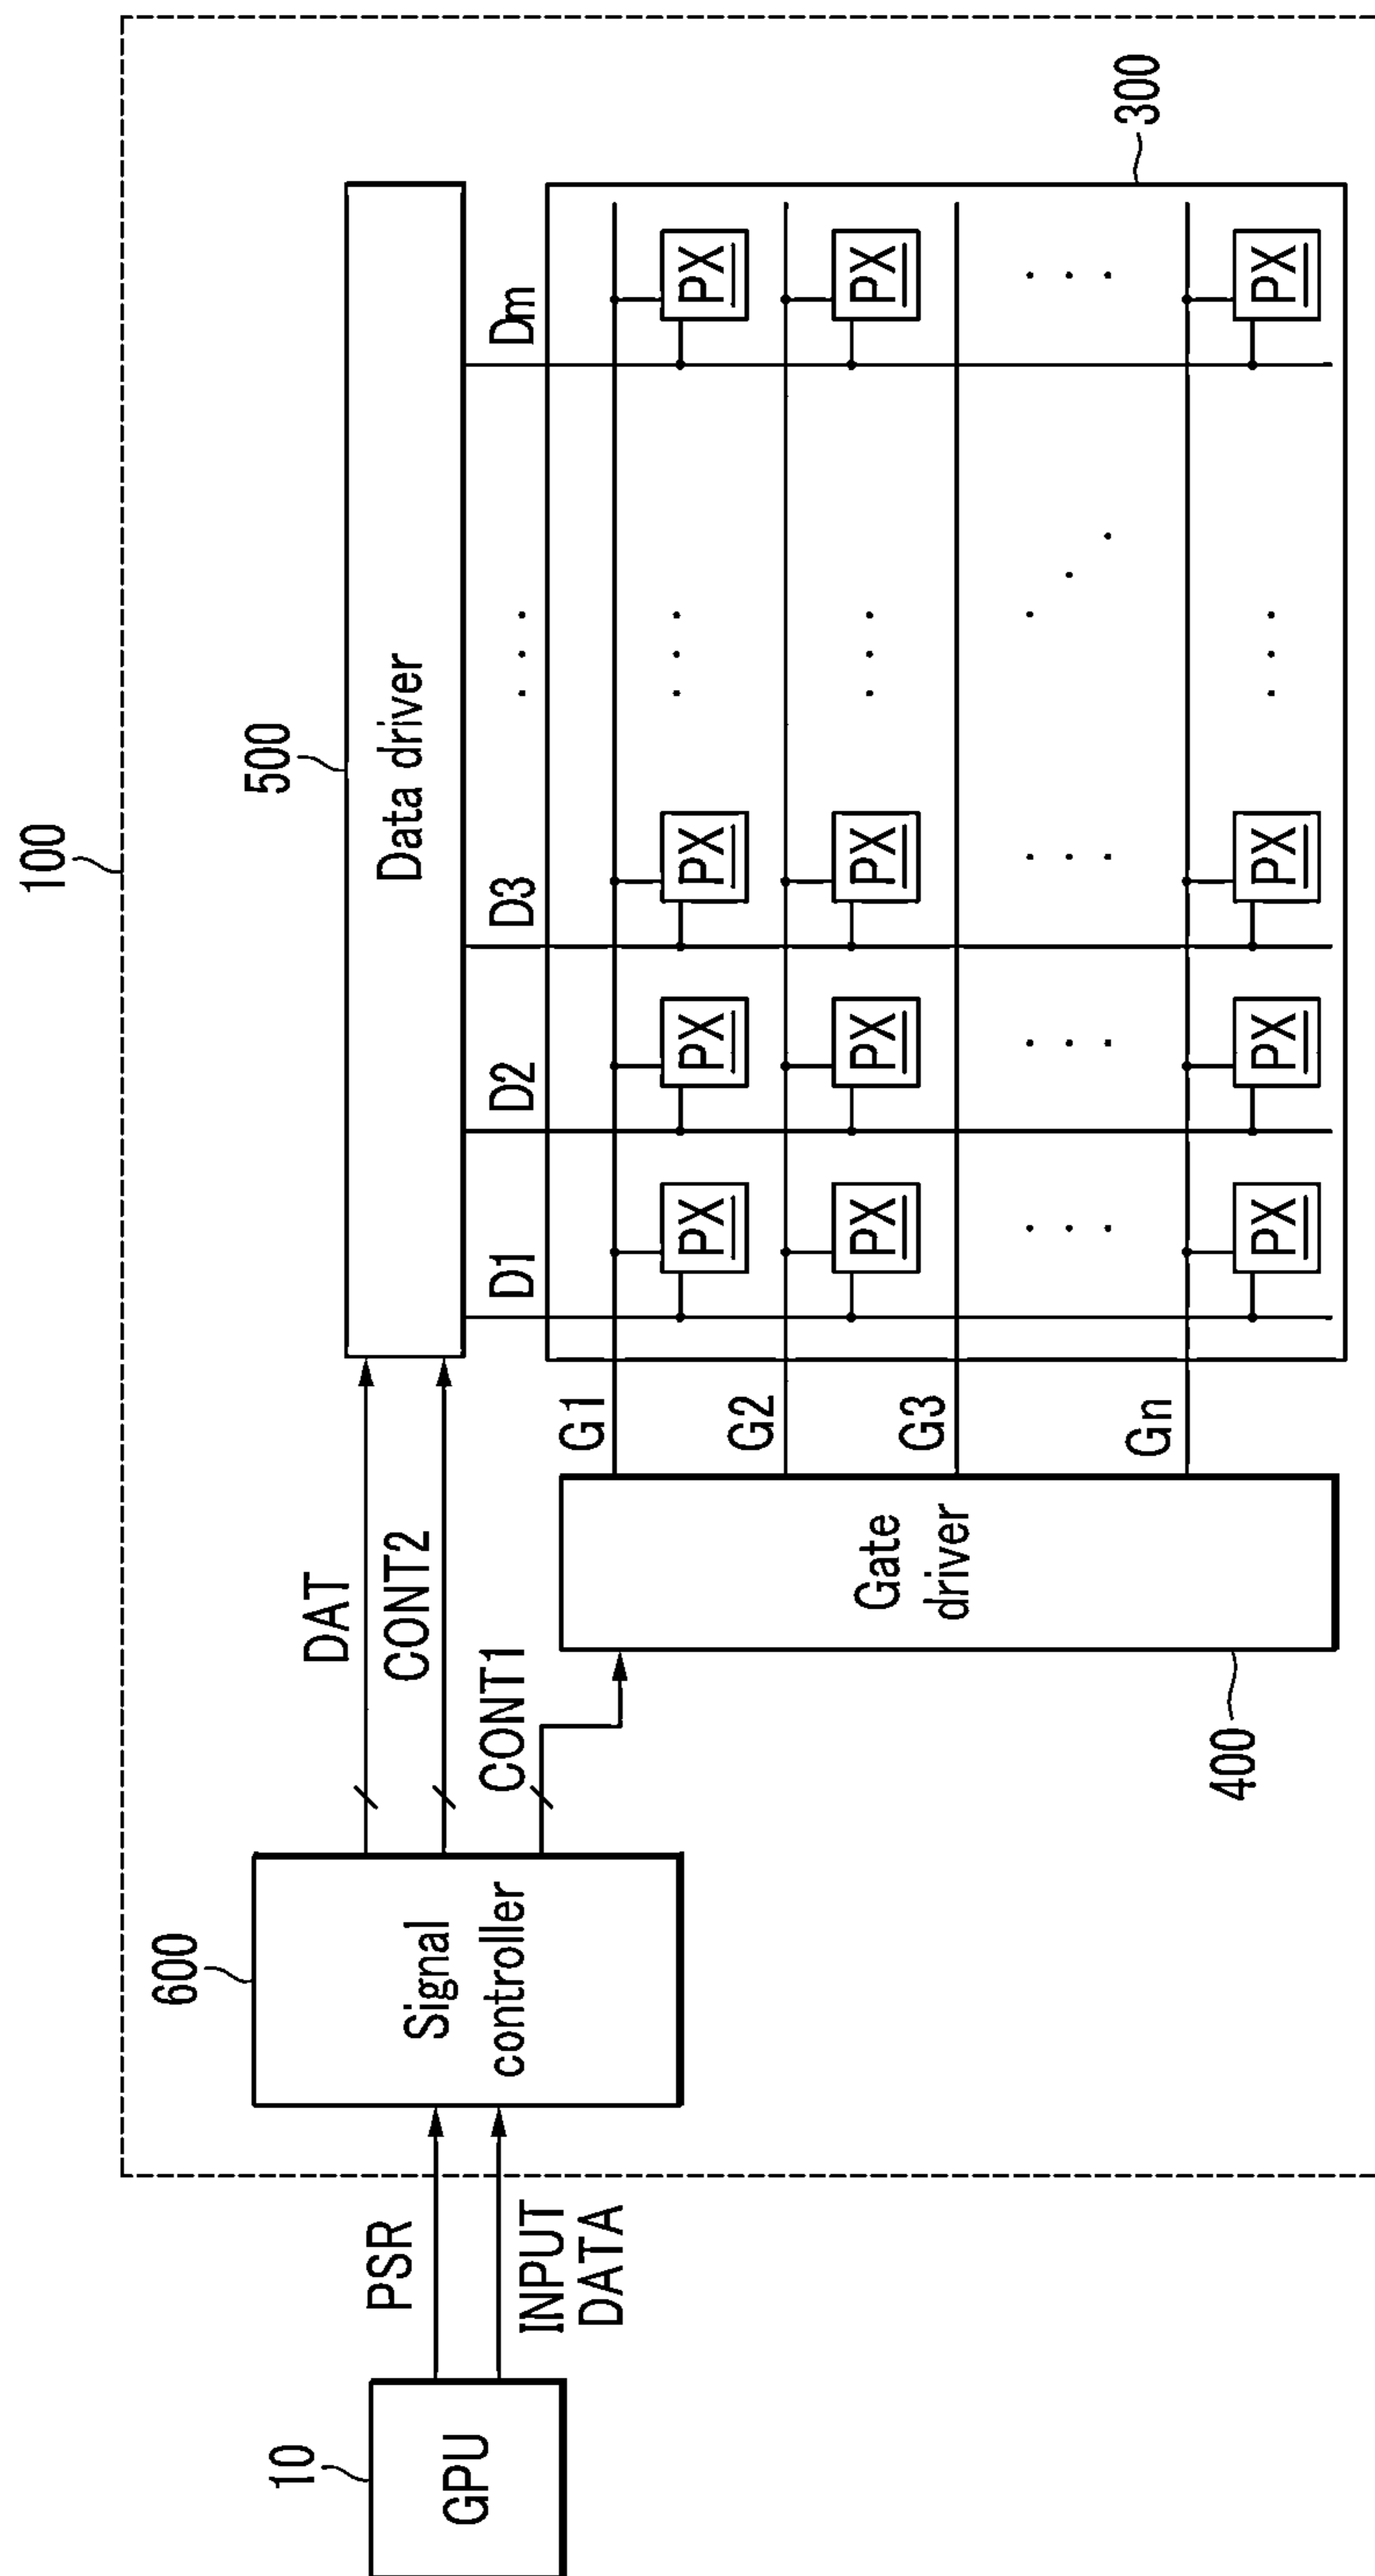 100
500
Data driver
600
Signal
controller
DAT
CONT2
CONT1
10
GPU
PSR
INPUT
DATA
D1 D2 D3 ... Dm
G1
PX PX PX ... PX
G2
PX PX PX ... PX
G3
... ... ... ... ...
Gn
PX PX PX ... PX
Gate
driver
400
300